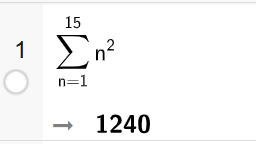 1
15
∑ n²
n=1
→ 1240